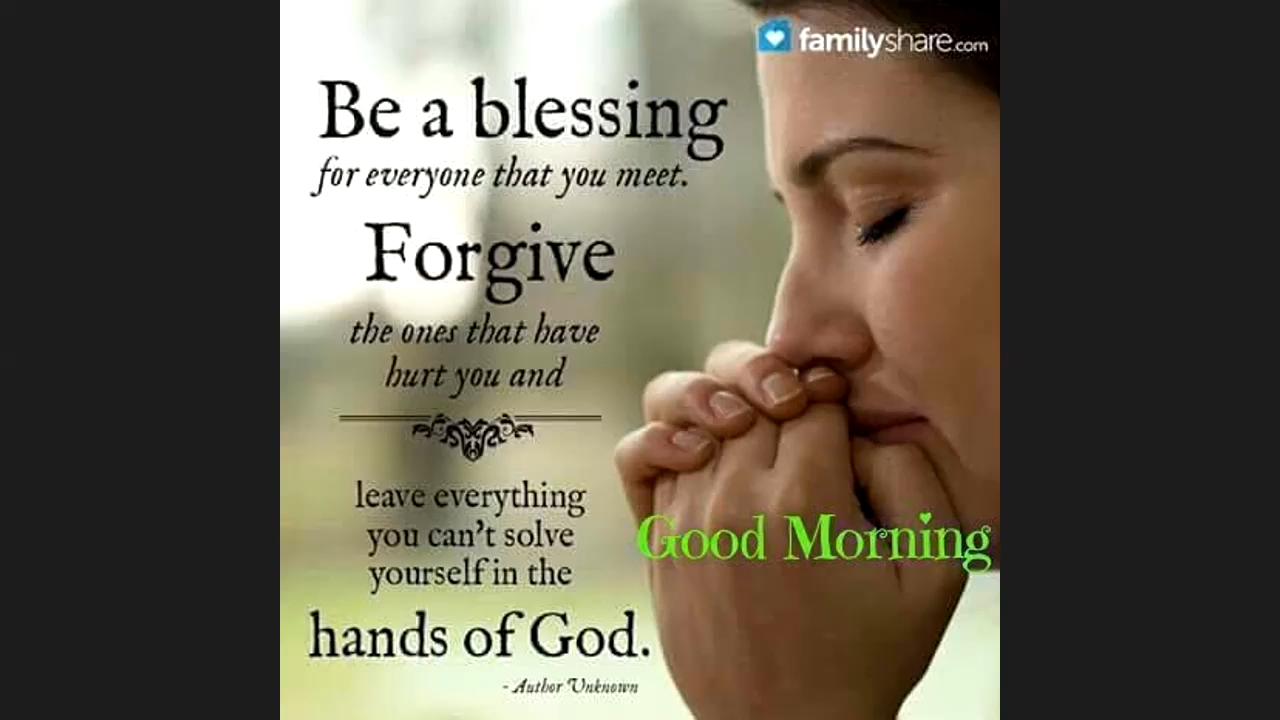 familyshare.com
Be a blessing
for everyone that you meet.
Forgive
the ones that have
hurt you and
leave everything
you can't solve
yourself in the
hands of God.
- Author Unknown
Good Morning